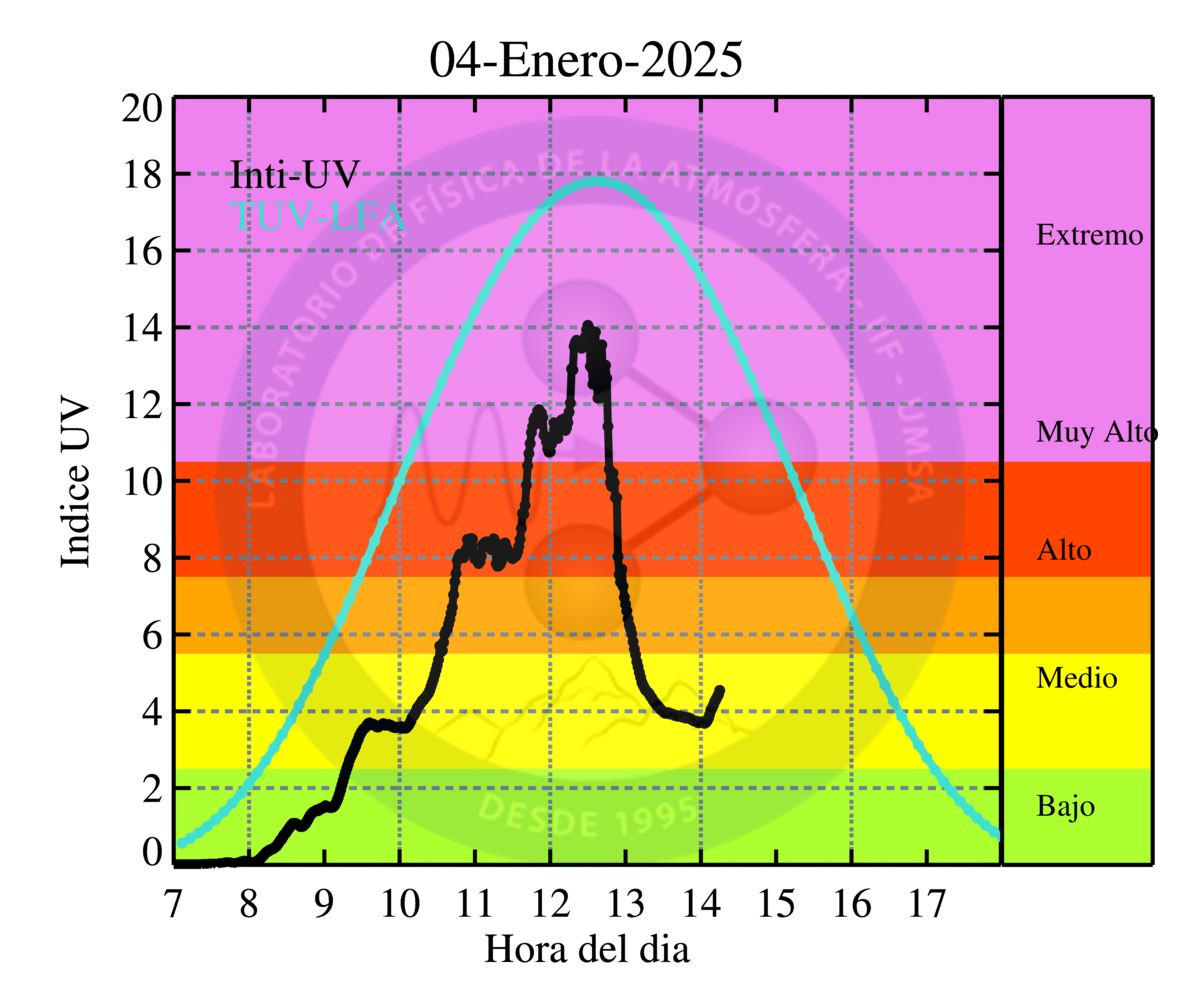 04-Enero-2025
20
18
16
14
12
10
8
6
4
2
0
Indice UV
Inti-UV
TUV-LFA
LABORATORIO DE FÍSICA DE LA ATMÓSFERA - IIF - UMSA
DESDE 1995
Extremo
Muy Alto
Alto
Medio
Bajo
7 8 9 10 11 12 13 14 15 16 17
Hora del dia